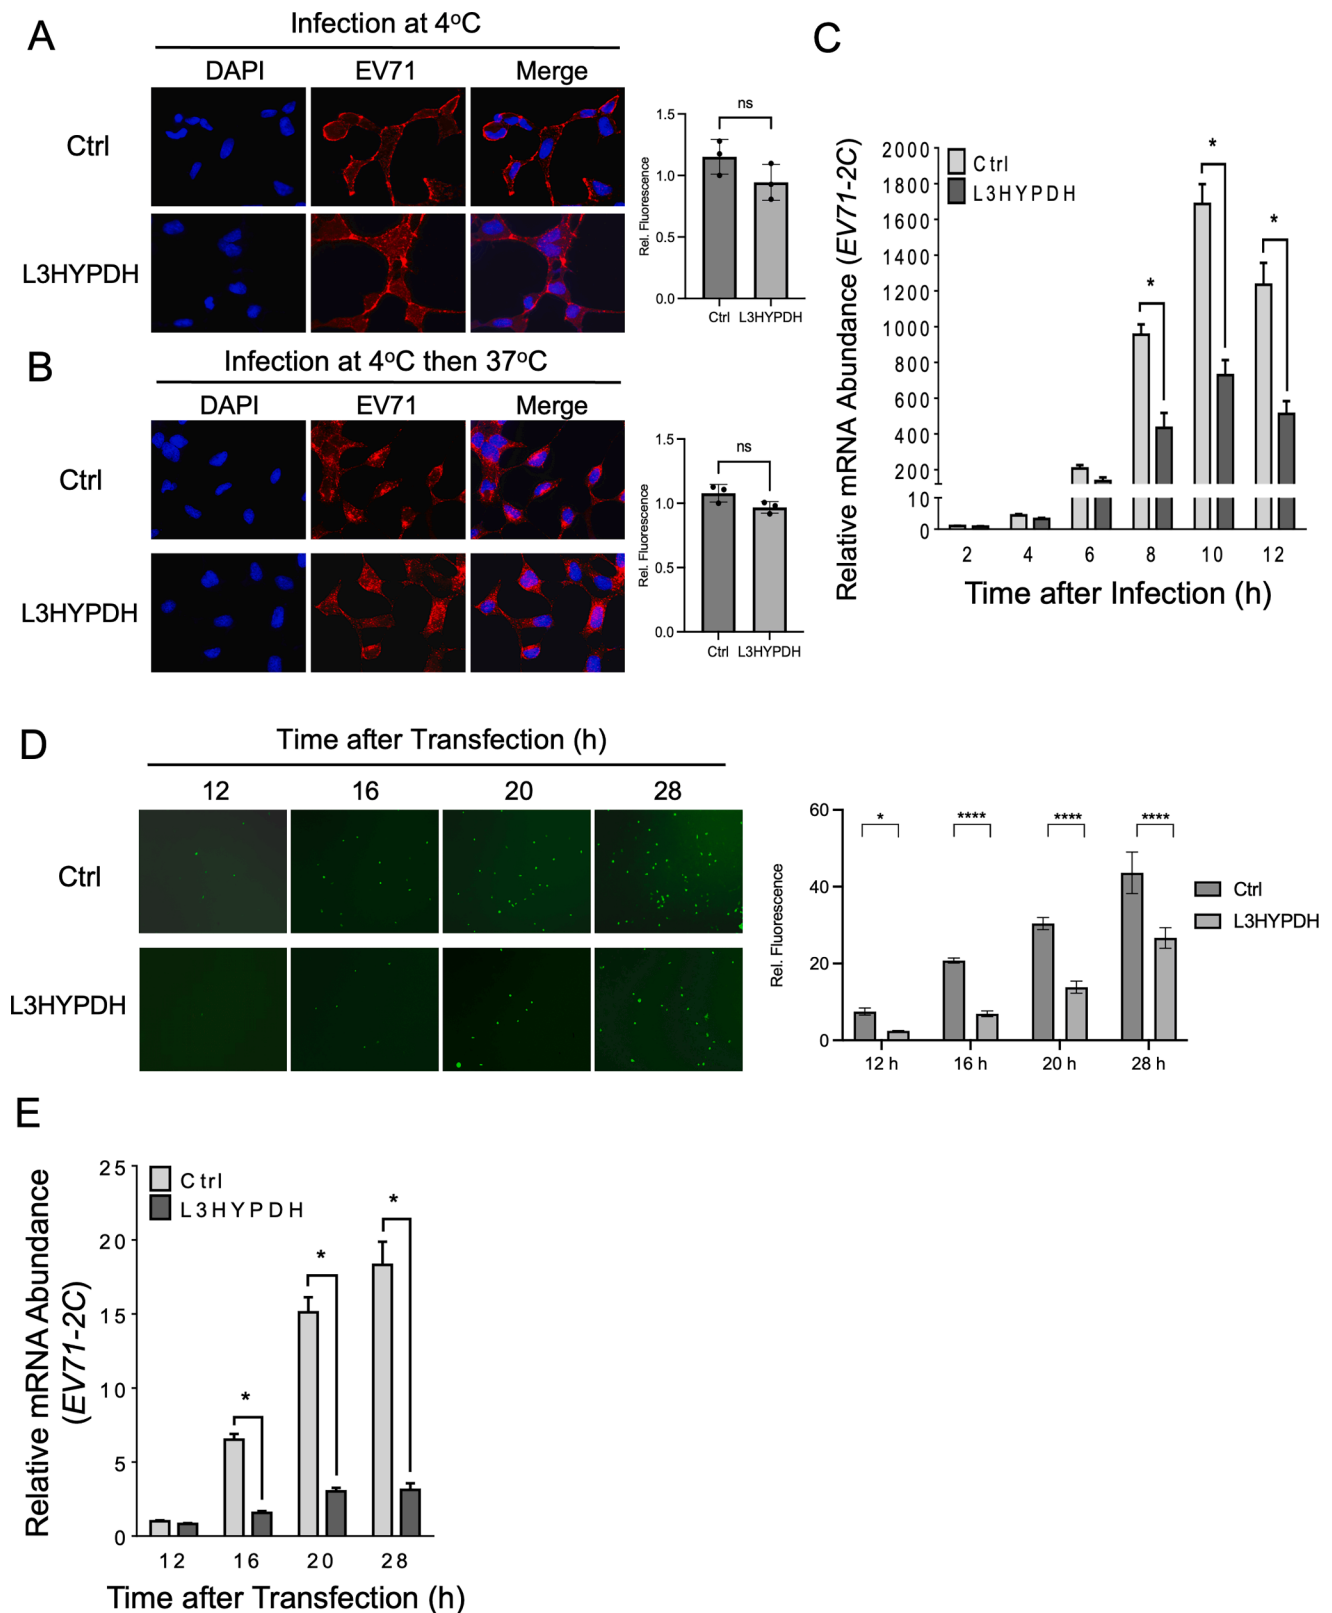 A
Infection at 4oC
DAPI EV71 Merge
Ctrl
L3HYPDH
Rel. Fluorescence
1.5
1.0
0.5
0.0
ns
Ctrl L3HYPDH
B
Infection at 4oC then 37oC
DAPI EV71 Merge
Ctrl
L3HYPDH
Rel. Fluorescence
1.5
1.0
0.5
0.0
ns
Ctrl L3HYPDH
C
Relative mRNA Abundance (EV71-2C)
2000
1800
1600
1400
1200
1000
800
600
400
200
10
0
Ctrl
L3HYPDH
*
*
*
2 4 6 8 10 12
Time after Infection (h)
D
Time after Transfection (h)
12 16 20 28
Ctrl
L3HYPDH
Rel. Fluorescence
60
40
20
0
* **** **** ****
12 h 16 h 20 h 28 h
Ctrl
L3HYPDH
E
Relative mRNA Abundance
(EV71-2C)
25
20
15
10
5
0
Ctrl
L3HYPDH
*
*
*
12 16 20 28
Time after Transfection (h)